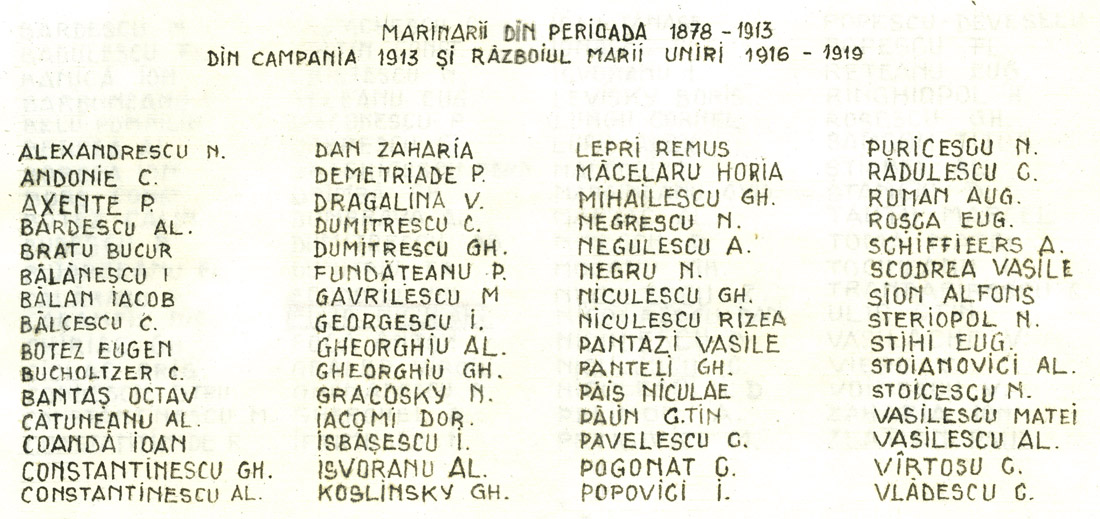 MARINARII DIN PERIOADA 1878 - 1913
DIN CAMPANIA 1913 ŞI RĂZBOIUL MARII UNIRI 1916 - 1919
ALEXANDRESCU N.
ANDONIE C.
AXENTE P.
BARDESCU AL.
BRATU BUCUR
BĂLĂNESCU I
BĂLAN IACOB
BĂLCESCU C.
BOTEZ EUGEN
BUCHOLTZER C.
BANTAŞ OCTAV
CĂTUNEANU AL.
COANDĂ IOAN
CONSTANTINESCU GH.
CONSTANTINESCU AL.
DAN ZAHARIA
DEMETRIADE P.
DRAGALINA V.
DUMITRESCU C.
DUMITRESCU GH.
FUNDĂŢEANU P.
GAVRILESCU M
GEORGESCU I.
GHEORGHIU AL.
GHEORGHIU GH.
GRACOSKY N.
IACOMI DOR.
ISBĂŞESCU I.
ISVORANU AL.
KOSLINSKY GH.
LEPRI REMUS
MĂCELARU HORIA
MIHAILESCU GH.
NEGRESCU N.
NEGULESCU A.
NEGRU N.
NICULESCU GH.
NICULESCU RIZEA
PANTAZI VASILE
PANTELI GH.
PAIS NICULAE
PĂUN C.TIN
PAVELESCU C.
POGONAT C.
POPOVICI I.
PURICESCU N.
RĂDULESCU C.
ROMAN AUG.
ROŞCA EUG.
SCHIFFIEERS A.
SCODREA VASILE
SION ALFONS
STERIOPOL N.
STIHI EUG.
STOIANOVICI AL.
STOICESCU N.
VASILESCU MATEI
VASILESCU AL.
VÎRTOSU C.
VLĂDESCU C.